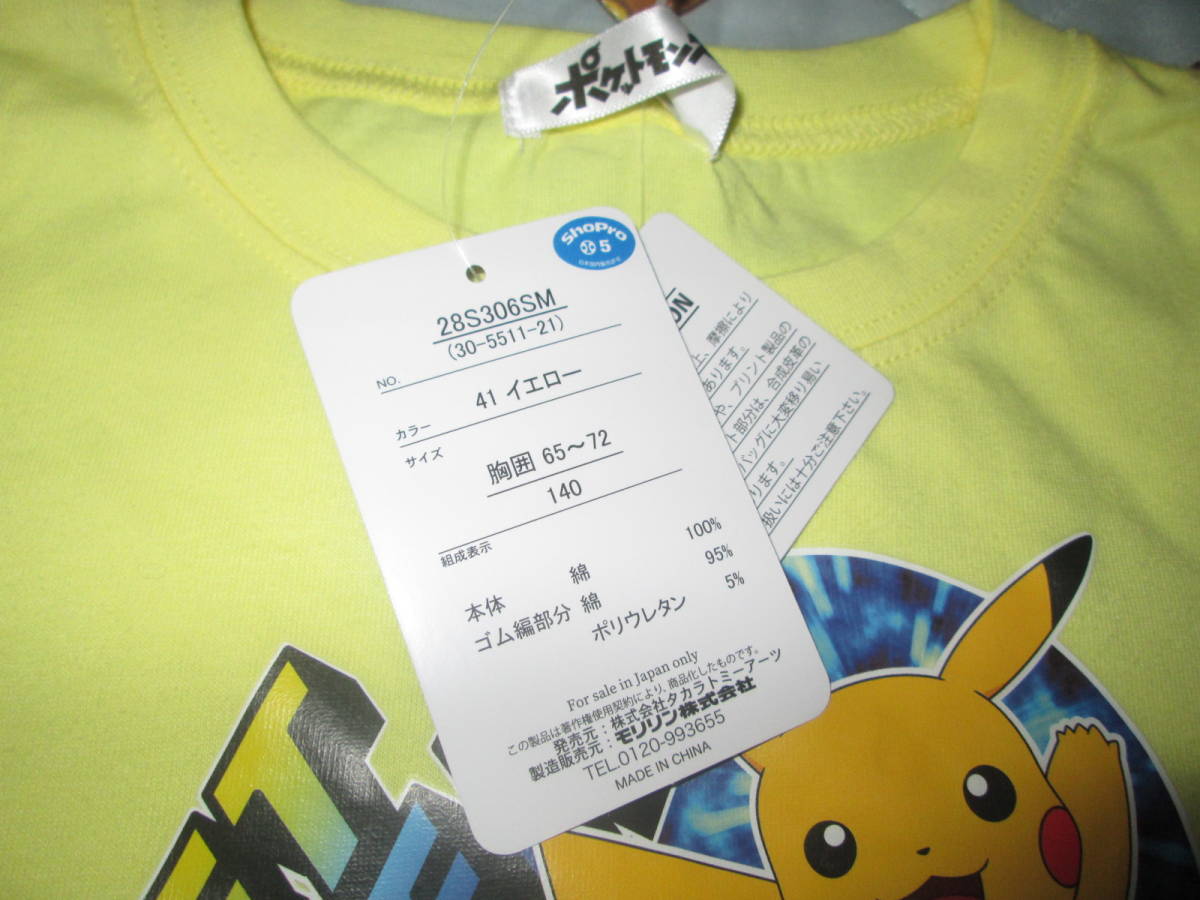 ポケットモンス
ShoPro
5
28S306SM
(30-5511-21)
NO.
41 イエロー
カラー
サイズ
胸囲 65～72
140
組成表示
本体 綿 100%
ゴム編部分 綿 95%
ポリウレタン 5%
For sale in Japan only
この製品は著作権使用契約により、商品化したものです。
発売元：株式会社タカラトミーアーツ
製造販売元：モリリン株式会社
TEL.0120-993655
MADE IN CHINA
ON
上、摩擦により
あります。
や、プリント製品の
ト部分は、合成皮革の
バッグに大変移り易い
ります。
扱いには十分ご注意下さい。